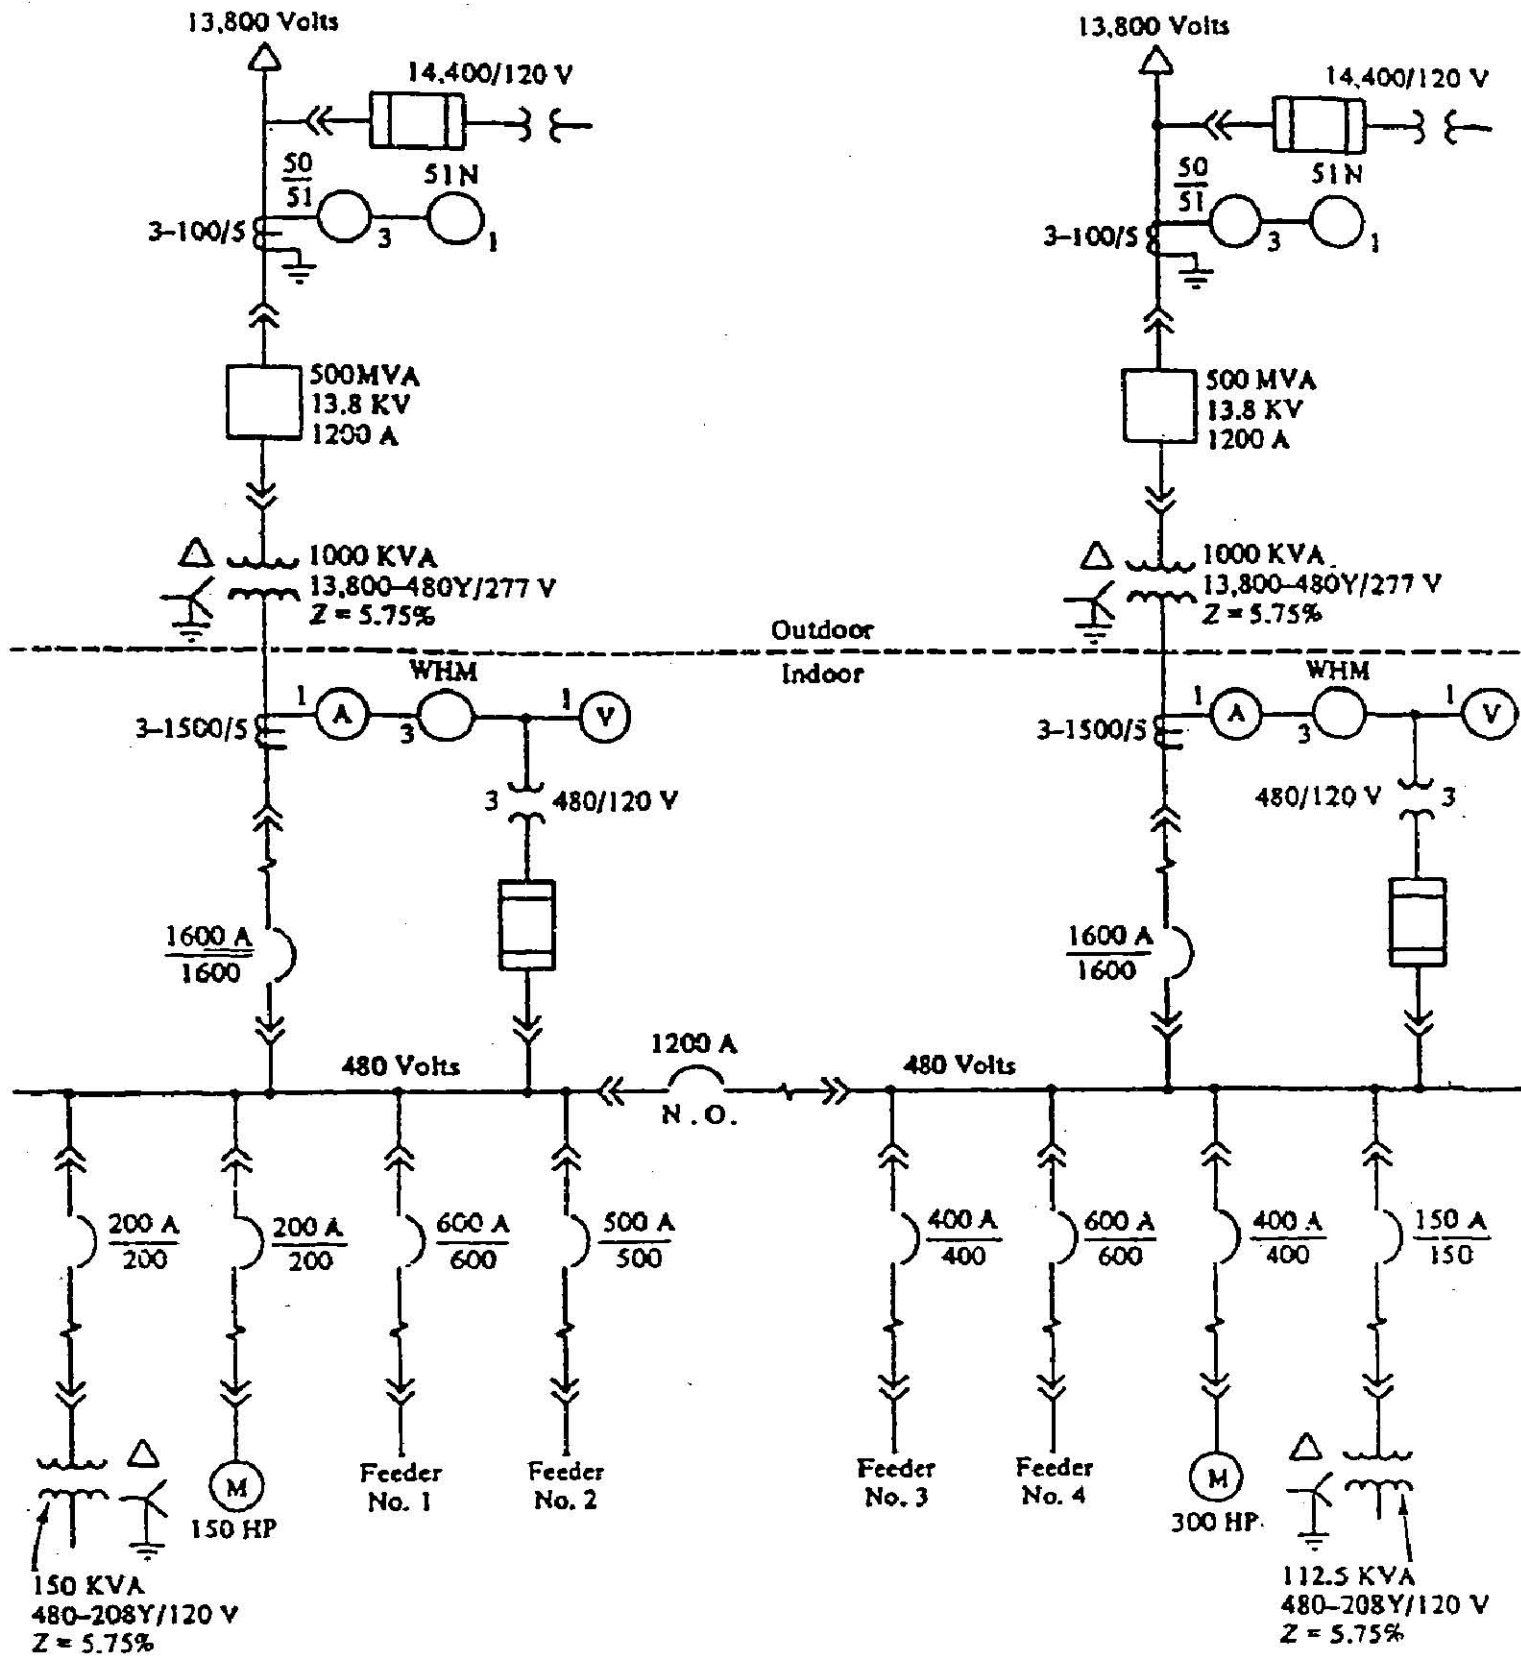 13,800 Volts
14,400/120 V
50
51
51N
3-100/5
3
1
500MVA
13.8 KV
1200 A
1000 KVA
13,800-480Y/277 V
Z = 5.75%
13,800 Volts
14,400/120 V
50
51
51N
3-100/5
3
1
500 MVA
13.8 KV
1200 A
1000 KVA
13,800-480Y/277 V
Z = 5.75%
Outdoor
Indoor
WHM
1
A
3
1
V
3-1500/5
3
480/120 V
1600 A
1600
WHM
1
A
3
1
V
3-1500/5
480/120 V
3
1600 A
1600
480 Volts
1200 A
N.O.
480 Volts
200 A
200
200 A
200
600 A
600
500 A
500
400 A
400
600 A
600
400 A
400
150 A
150
M
150 HP
Feeder
No. 1
Feeder
No. 2
Feeder
No. 3
Feeder
No. 4
M
300 HP
150 KVA
480-208Y/120 V
Z = 5.75%
112.5 KVA
480-208Y/120 V
Z = 5.75%